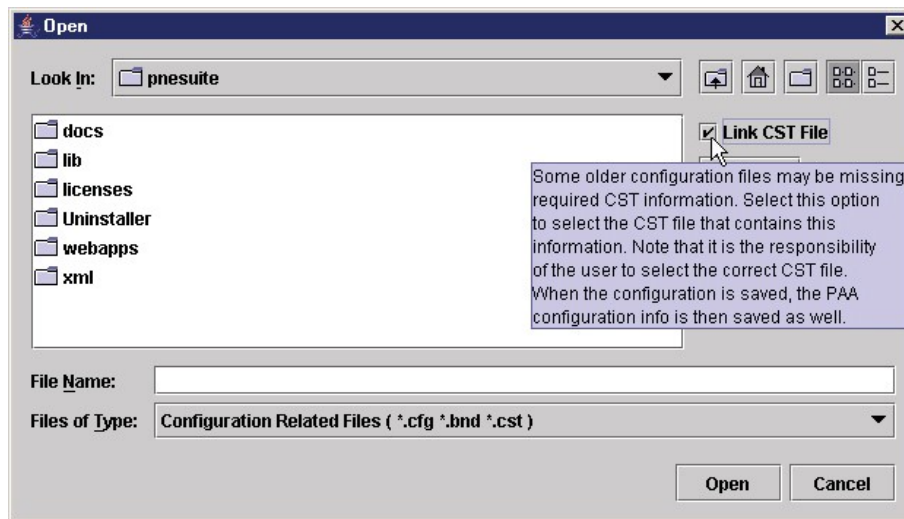 Open
Look In:
pnesuite
docs
lib
licenses
Uninstaller
webapps
xml
Link CST File
Some older configuration files may be missing
required CST information. Select this option
to select the CST file that contains this
information. Note that it is the responsibility
of the user to select the correct CST file.
When the configuration is saved, the PAA
configuration info is then saved as well.
File Name:
Files of Type:
Configuration Related Files ( *.cfg *.bnd *.cst )
Open
Cancel